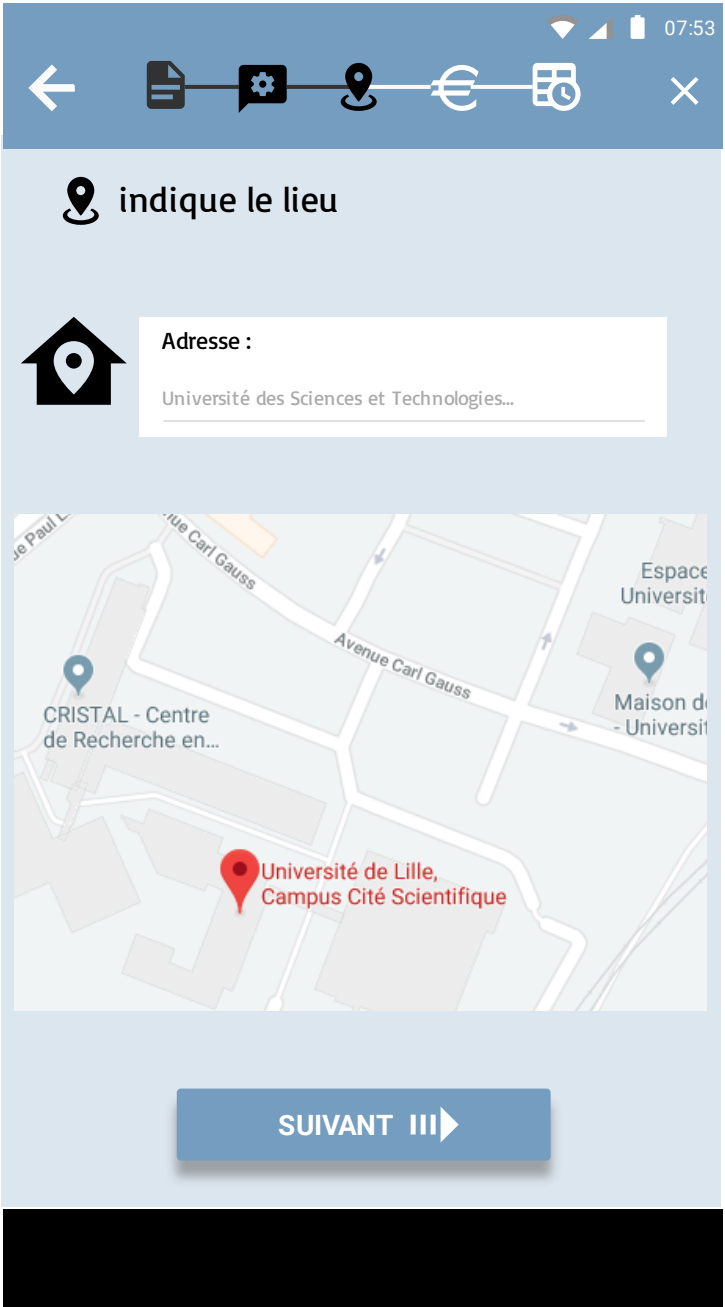 07:53
indique le lieu
Adresse :
Université des Sciences et Technologies...
ue Carl Gauss
Avenue Carl Gauss
Espace
Universit
CRISTAL - Centre
de Recherche en...
Maison d
- Universit
Université de Lille,
Campus Cité Scientifique
SUIVANT